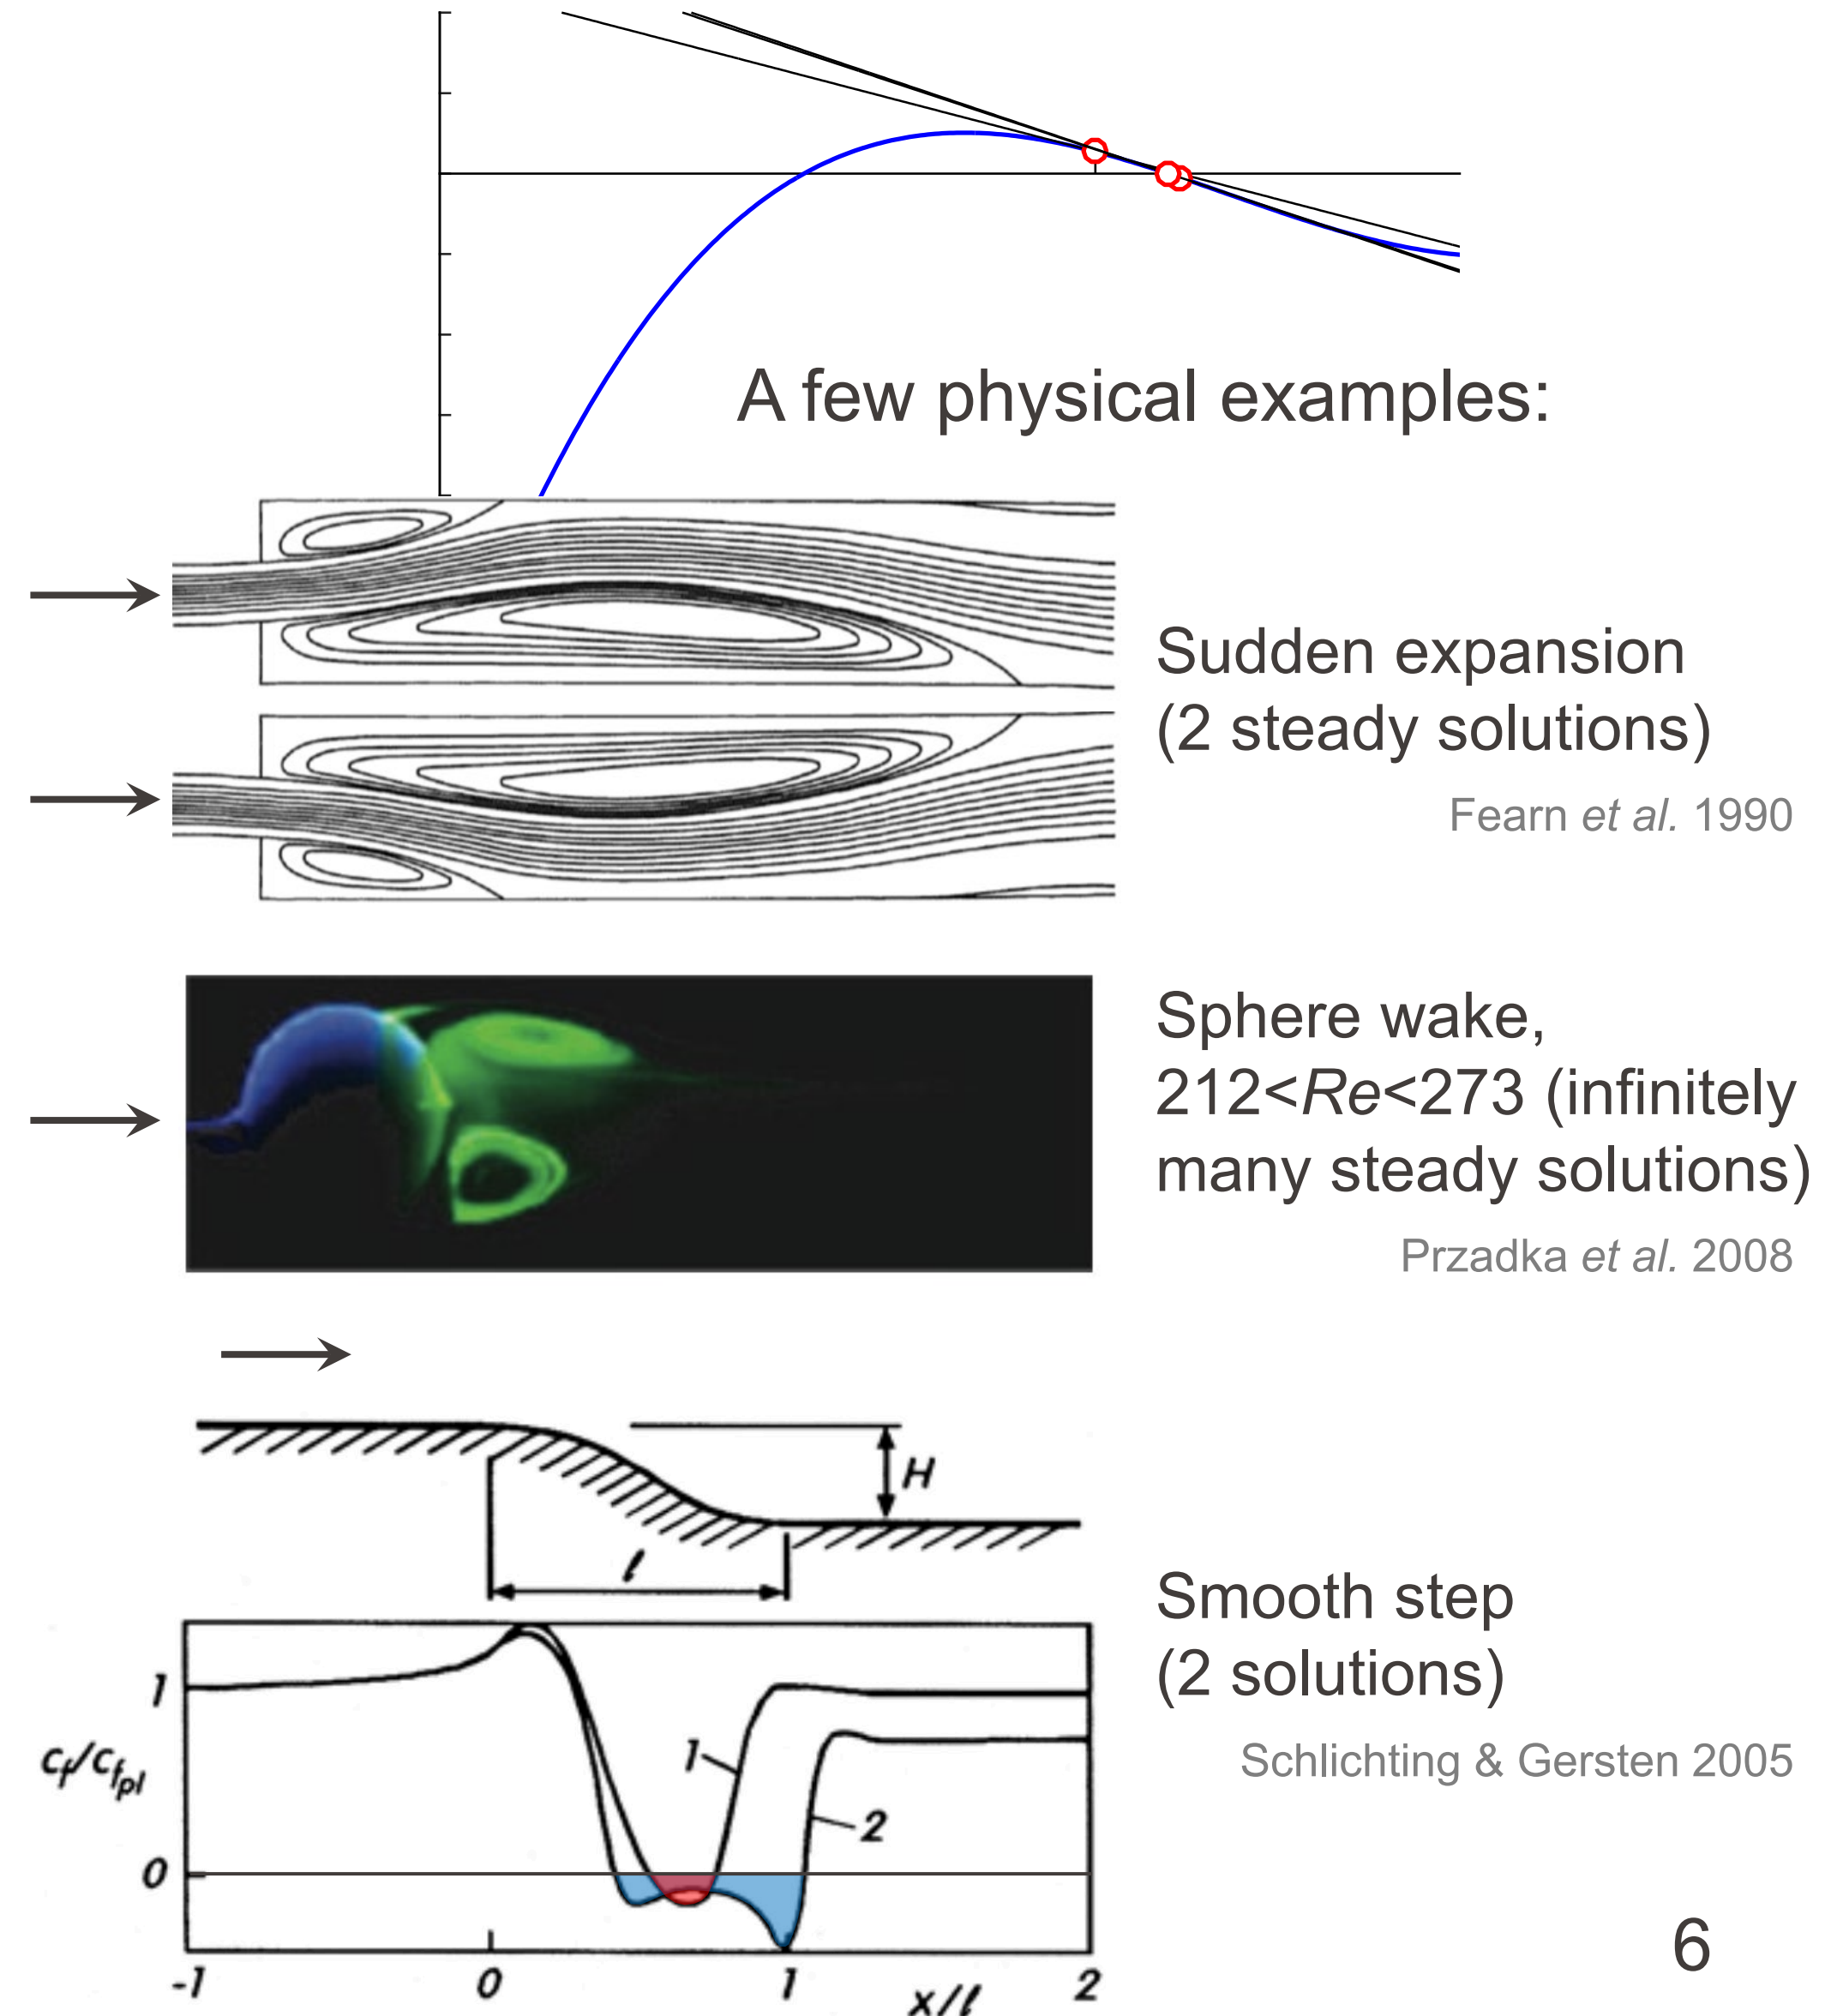 A few physical examples:
Sudden expansion
(2 steady solutions)
Fearn et al. 1990
Sphere wake,
212<Re<273 (infinitely
many steady solutions)
Przadka et al. 2008
H
l
Smooth step
(2 solutions)
Schlichting & Gersten 2005
1
cf/cfpl
0
1
2
-1 0 1 2
x/l
6